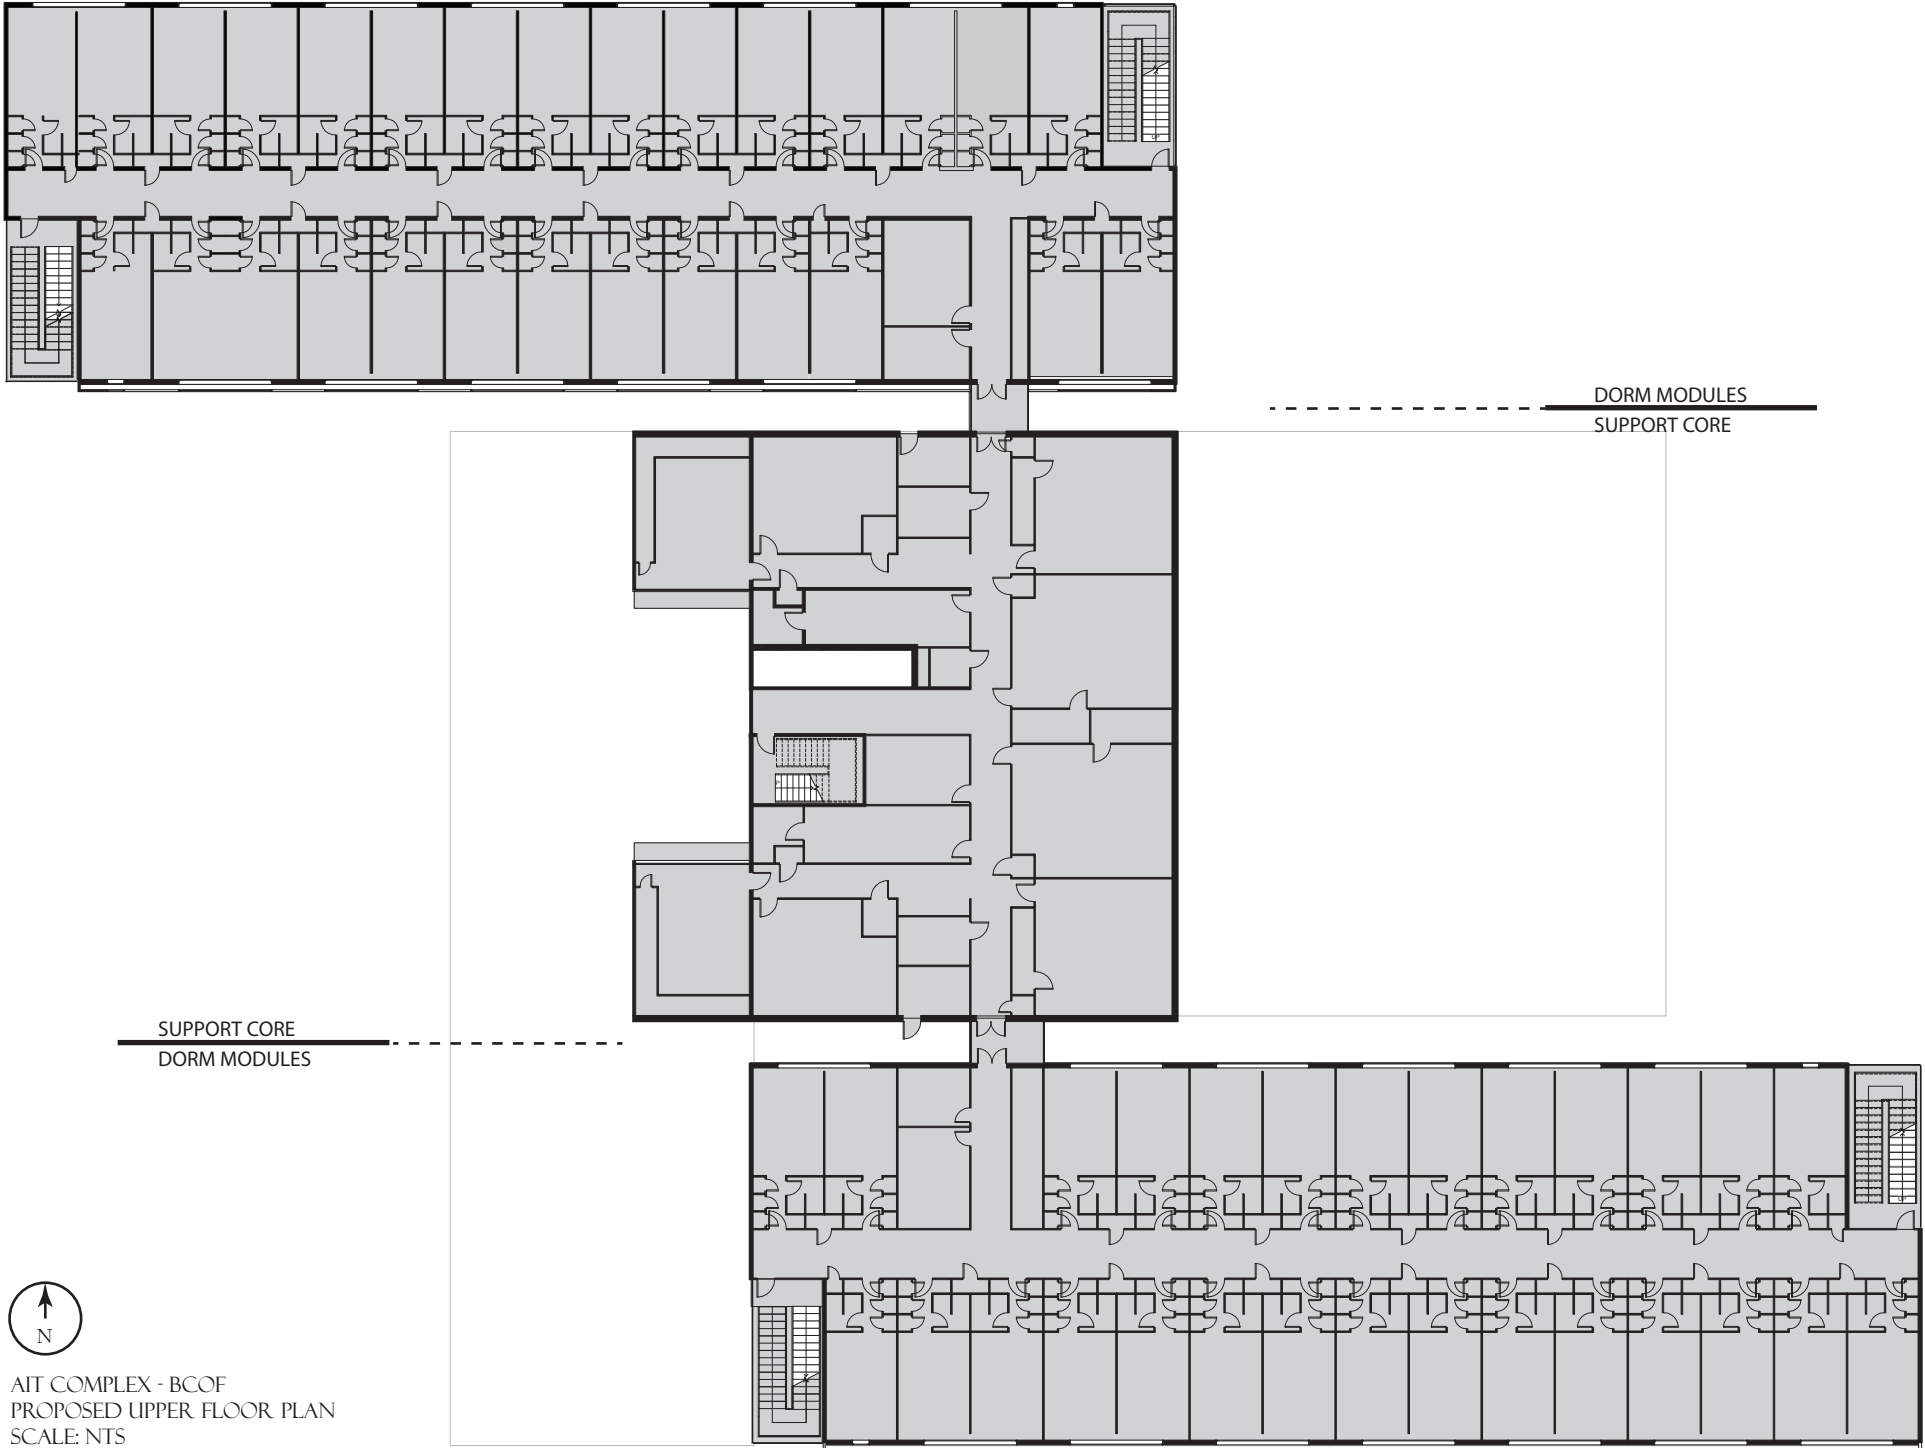 DORM MODULES
SUPPORT CORE
SUPPORT CORE
DORM MODULES
N
AIT COMPLEX - BCOF
PROPOSED UPPER FLOOR PLAN
SCALE: NTS